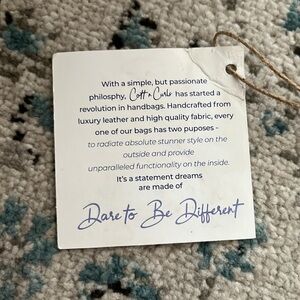 With a simple, but passionate
philosphy, Cott n Curls has started a
revolution in handbags. Handcrafted from
luxury leather and high quality fabric, every
one of our bags has two puposes -
to radiate absolute stunner style on the
outside and provide
unparalleled functionality on the inside.
It's a statement dreams
are made of
Dare to Be Different